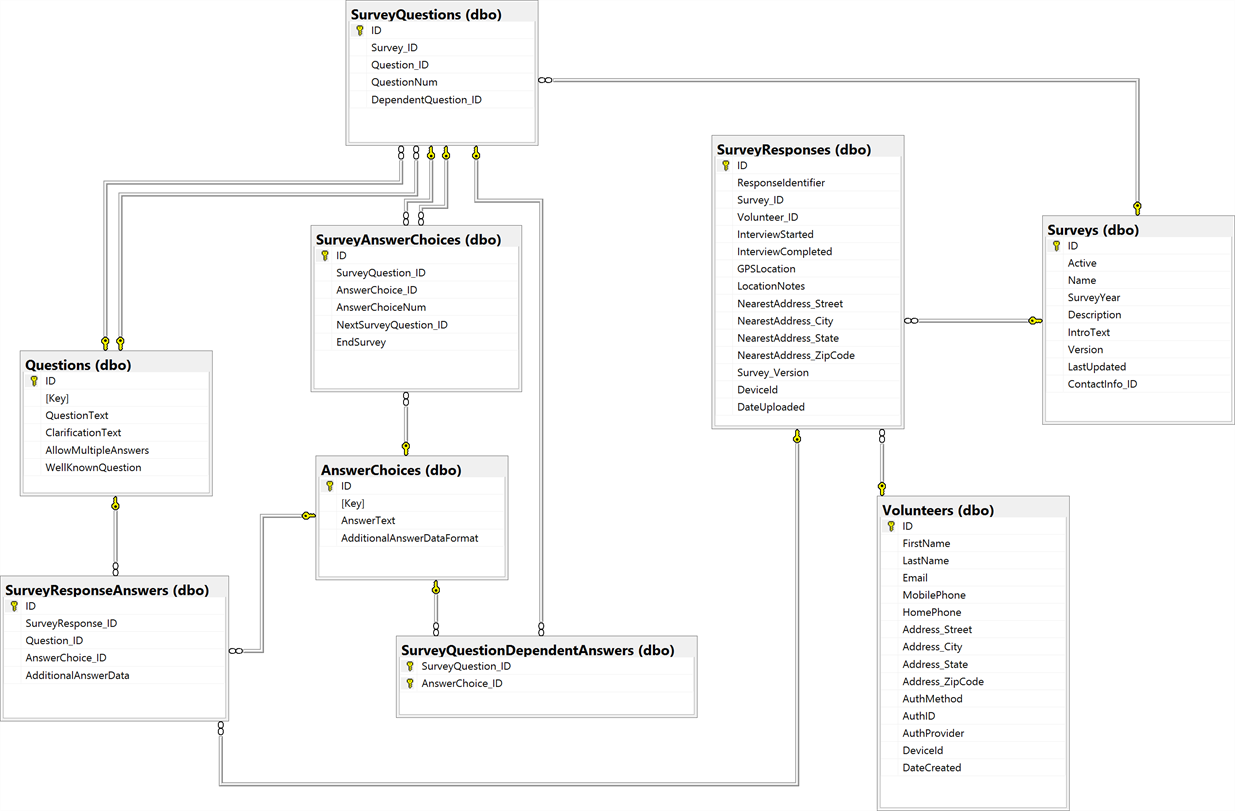 SurveyQuestions (dbo)
ID
Survey_ID
Question_ID
QuestionNum
DependentQuestion_ID
SurveyResponses (dbo)
ID
ResponseIdentifier
Survey_ID
Volunteer_ID
InterviewStarted
InterviewCompleted
GPSLocation
LocationNotes
NearestAddress_Street
NearestAddress_City
NearestAddress_State
NearestAddress_ZipCode
Survey_Version
DeviceId
DateUploaded
Surveys (dbo)
ID
Active
Name
SurveyYear
Description
IntroText
Version
LastUpdated
ContactInfo_ID
SurveyAnswerChoices (dbo)
ID
SurveyQuestion_ID
AnswerChoice_ID
AnswerChoiceNum
NextSurveyQuestion_ID
EndSurvey
Questions (dbo)
ID
[Key]
QuestionText
ClarificationText
AllowMultipleAnswers
WellKnownQuestion
AnswerChoices (dbo)
ID
[Key]
AnswerText
AdditionalAnswerDataFormat
Volunteers (dbo)
ID
FirstName
LastName
Email
MobilePhone
HomePhone
Address_Street
Address_City
Address_State
Address_ZipCode
AuthMethod
AuthID
AuthProvider
DeviceId
DateCreated
SurveyResponseAnswers (dbo)
ID
SurveyResponse_ID
Question_ID
AnswerChoice_ID
AdditionalAnswerData
SurveyQuestionDependentAnswers (dbo)
SurveyQuestion_ID
AnswerChoice_ID